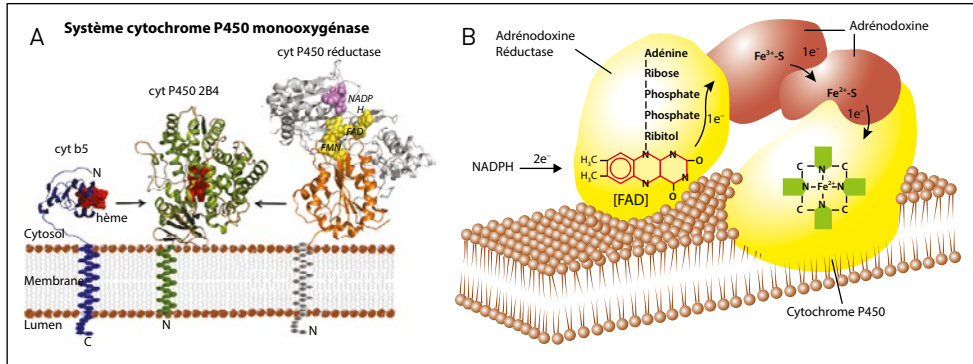 A
Système cytochrome P450 monooxygénase
cyt P450 réductase
cyt P450 2B4
cyt b5
NADP
H
FAD
FMN
N
hème
Cytosol
Membrane
Lumen
C
N
N
B
Adrénodoxine
Réductase
Adrénodoxine
Adénine
Ribose
Phosphate
Phosphate
Ribitol
Fe³⁺-S
1e⁻
Fe²⁺-S
1e⁻
1e⁻
NADPH
2e⁻
H₃C
H₃C
N
N
O
N
N
O
[FAD]
C
N
C
N
Fe²⁻
N
C
N
C
Cytochrome P450